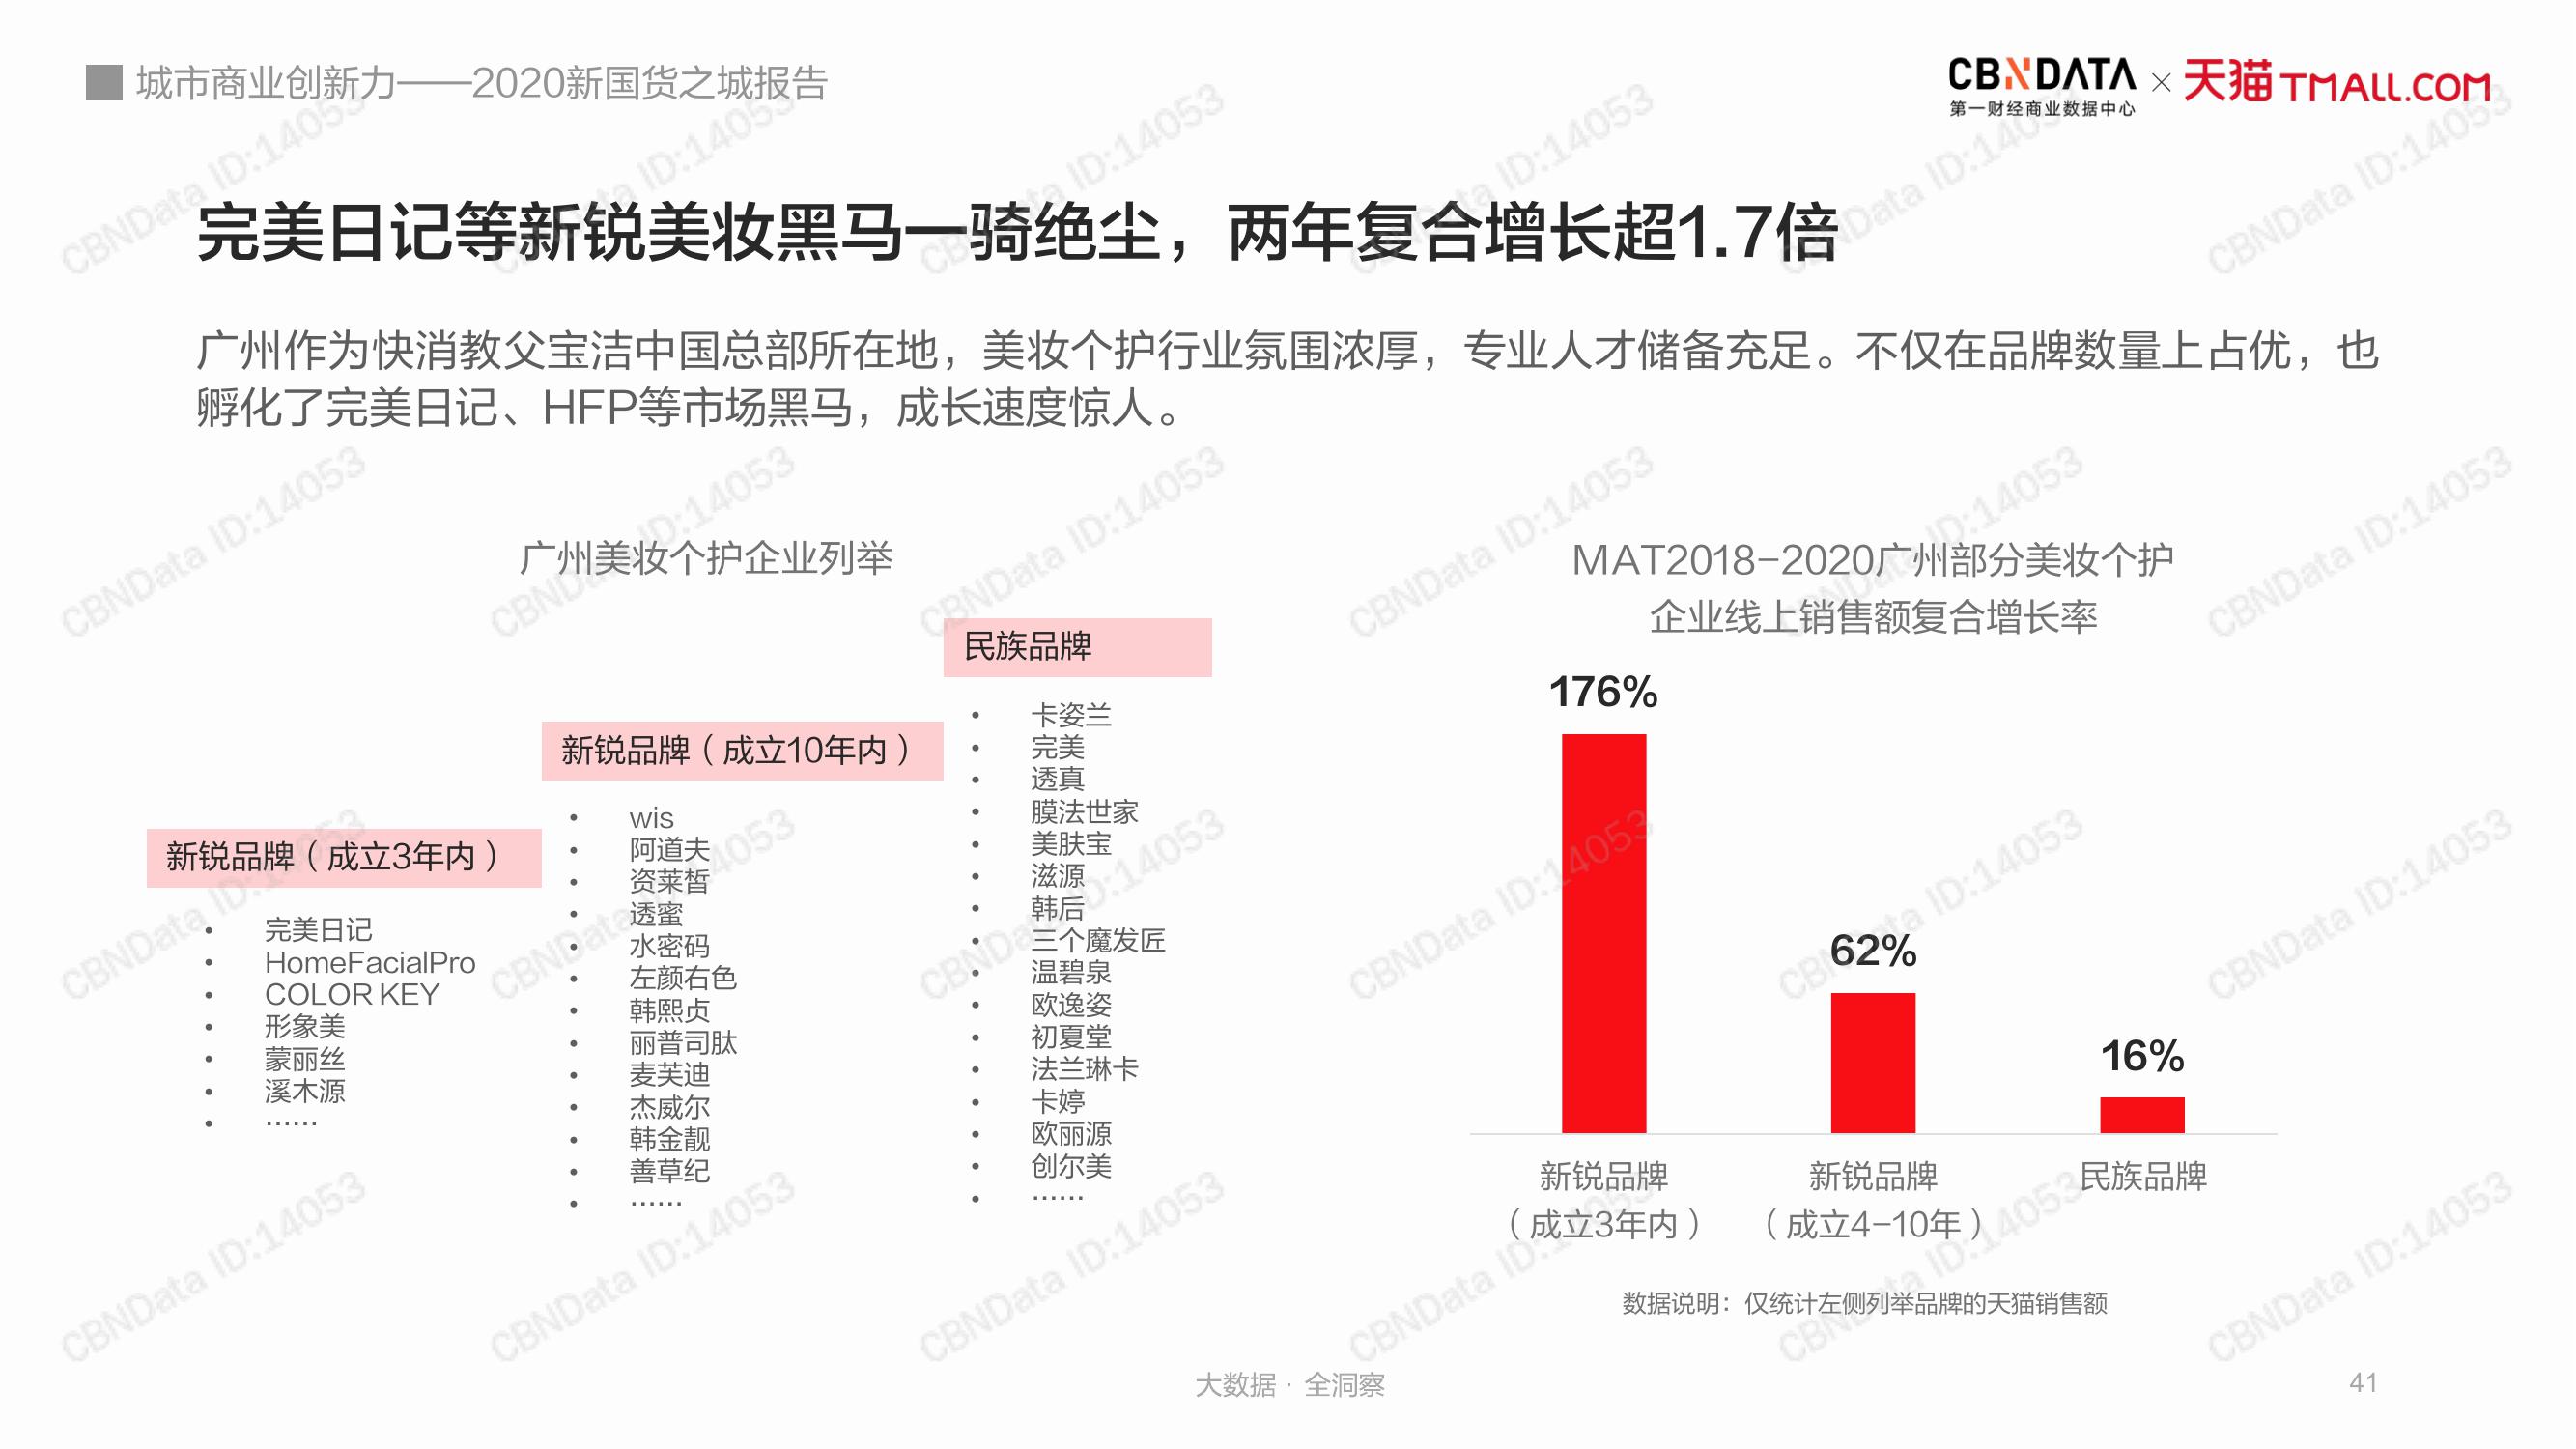 城市商业创新力——2020新国货之城报告
CBNDATA × 天猫 TMALL.COM
第一财经商业数据中心
完美日记等新锐美妆黑马一骑绝尘，两年复合增长超1.7倍
广州作为快消教父宝洁中国总部所在地，美妆个护行业氛围浓厚，专业人才储备充足。不仅在品牌数量上占优，也
孵化了完美日记、HFP等市场黑马，成长速度惊人。
广州美妆个护企业列举
新锐品牌（成立3年内）
• 完美日记
• HomeFacialPro
• COLOR KEY
• 形象美
• 蒙丽丝
• 溪木源
• ······
新锐品牌（成立10年内）
• wis
• 阿道夫
• 资莱皙
• 透蜜
• 水密码
• 左颜右色
• 韩熙贞
• 丽普司肽
• 麦芙迪
• 杰威尔
• 韩金靓
• 善草纪
• ······
民族品牌
• 卡姿兰
• 完美
• 透真
• 膜法世家
• 美肤宝
• 滋源
• 韩后
• 三个魔发匠
• 温碧泉
• 欧逸姿
• 初夏堂
• 法兰琳卡
• 卡婷
• 欧丽源
• 创尔美
• ······
MAT2018-2020广州部分美妆个护
企业线上销售额复合增长率
176%
62%
16%
新锐品牌 新锐品牌 民族品牌
（成立3年内） （成立4-10年）
数据说明：仅统计左侧列举品牌的天猫销售额
大数据 · 全洞察
41
CBNData ID:14053